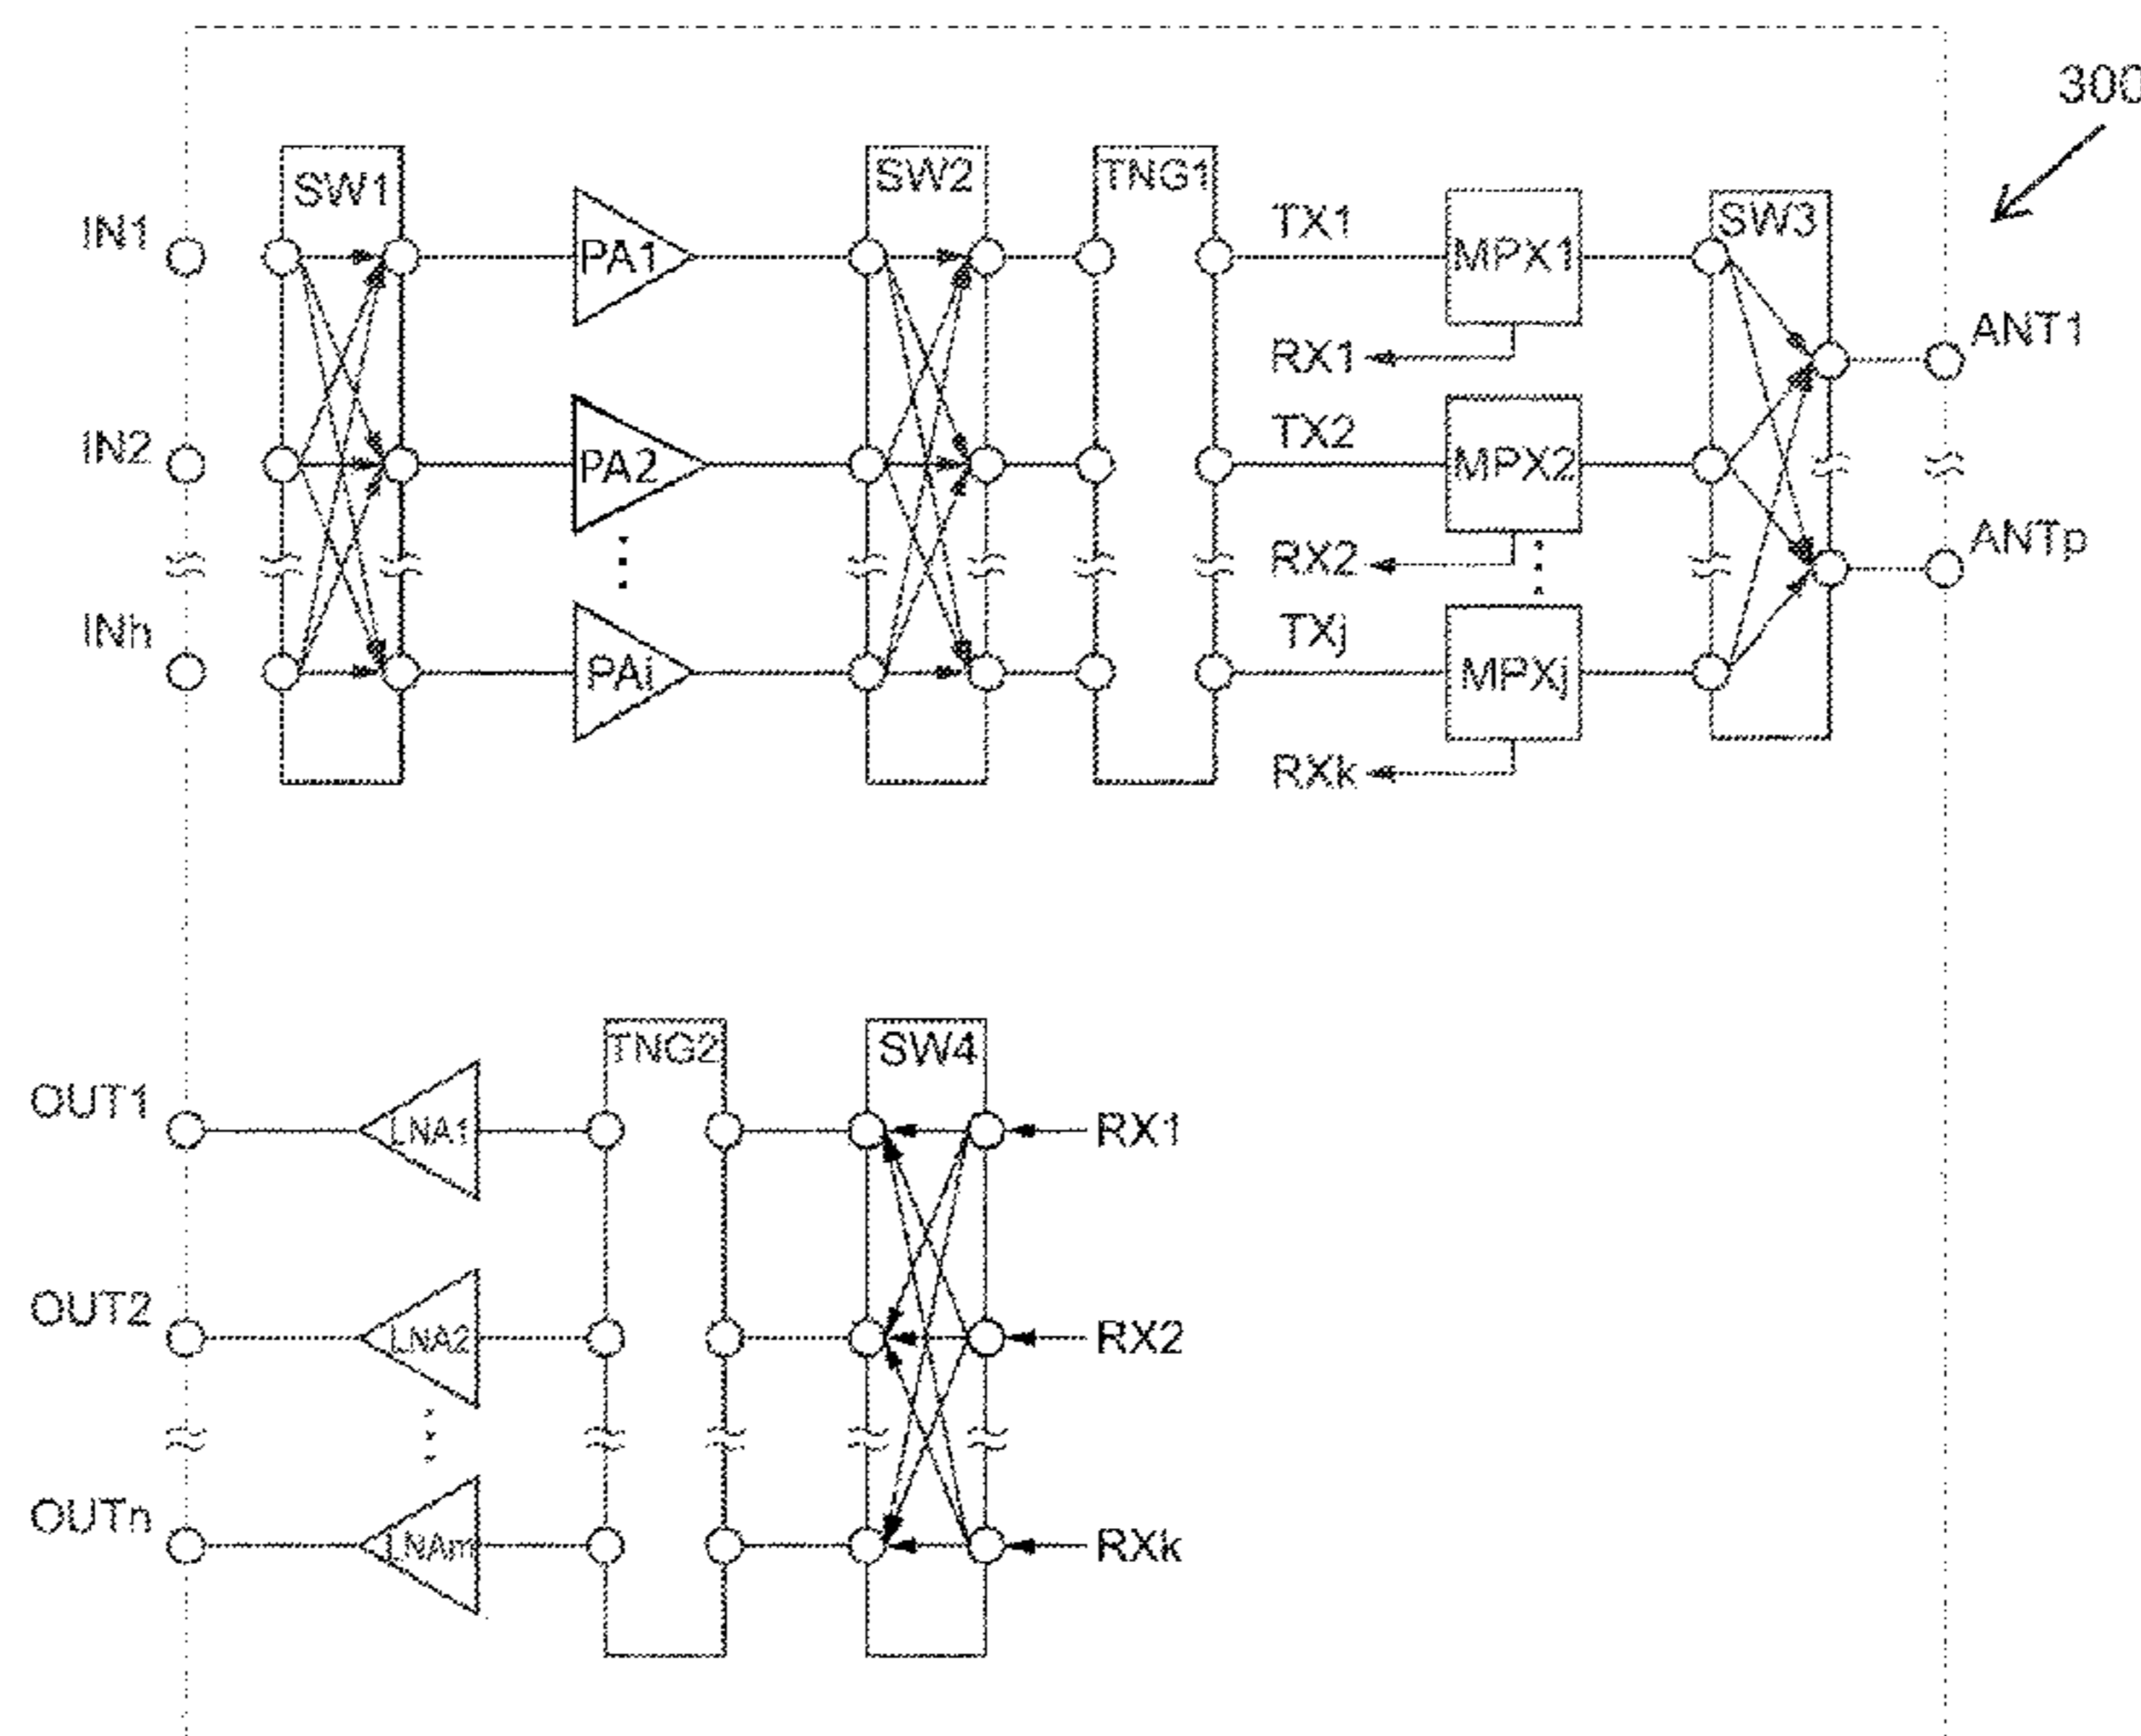 300
SW1
SW2
TNG1
SW3
IN1
PA1
TX1
MPX1
RX1
ANT1
IN2
PA2
TX2
MPX2
RX2
ANTp
INh
PAi
TXj
MPXj
RXk
TNG2
SW4
OUT1
LNA1
RX1
OUT2
LNA2
RX2
OUTn
LNAm
RXk